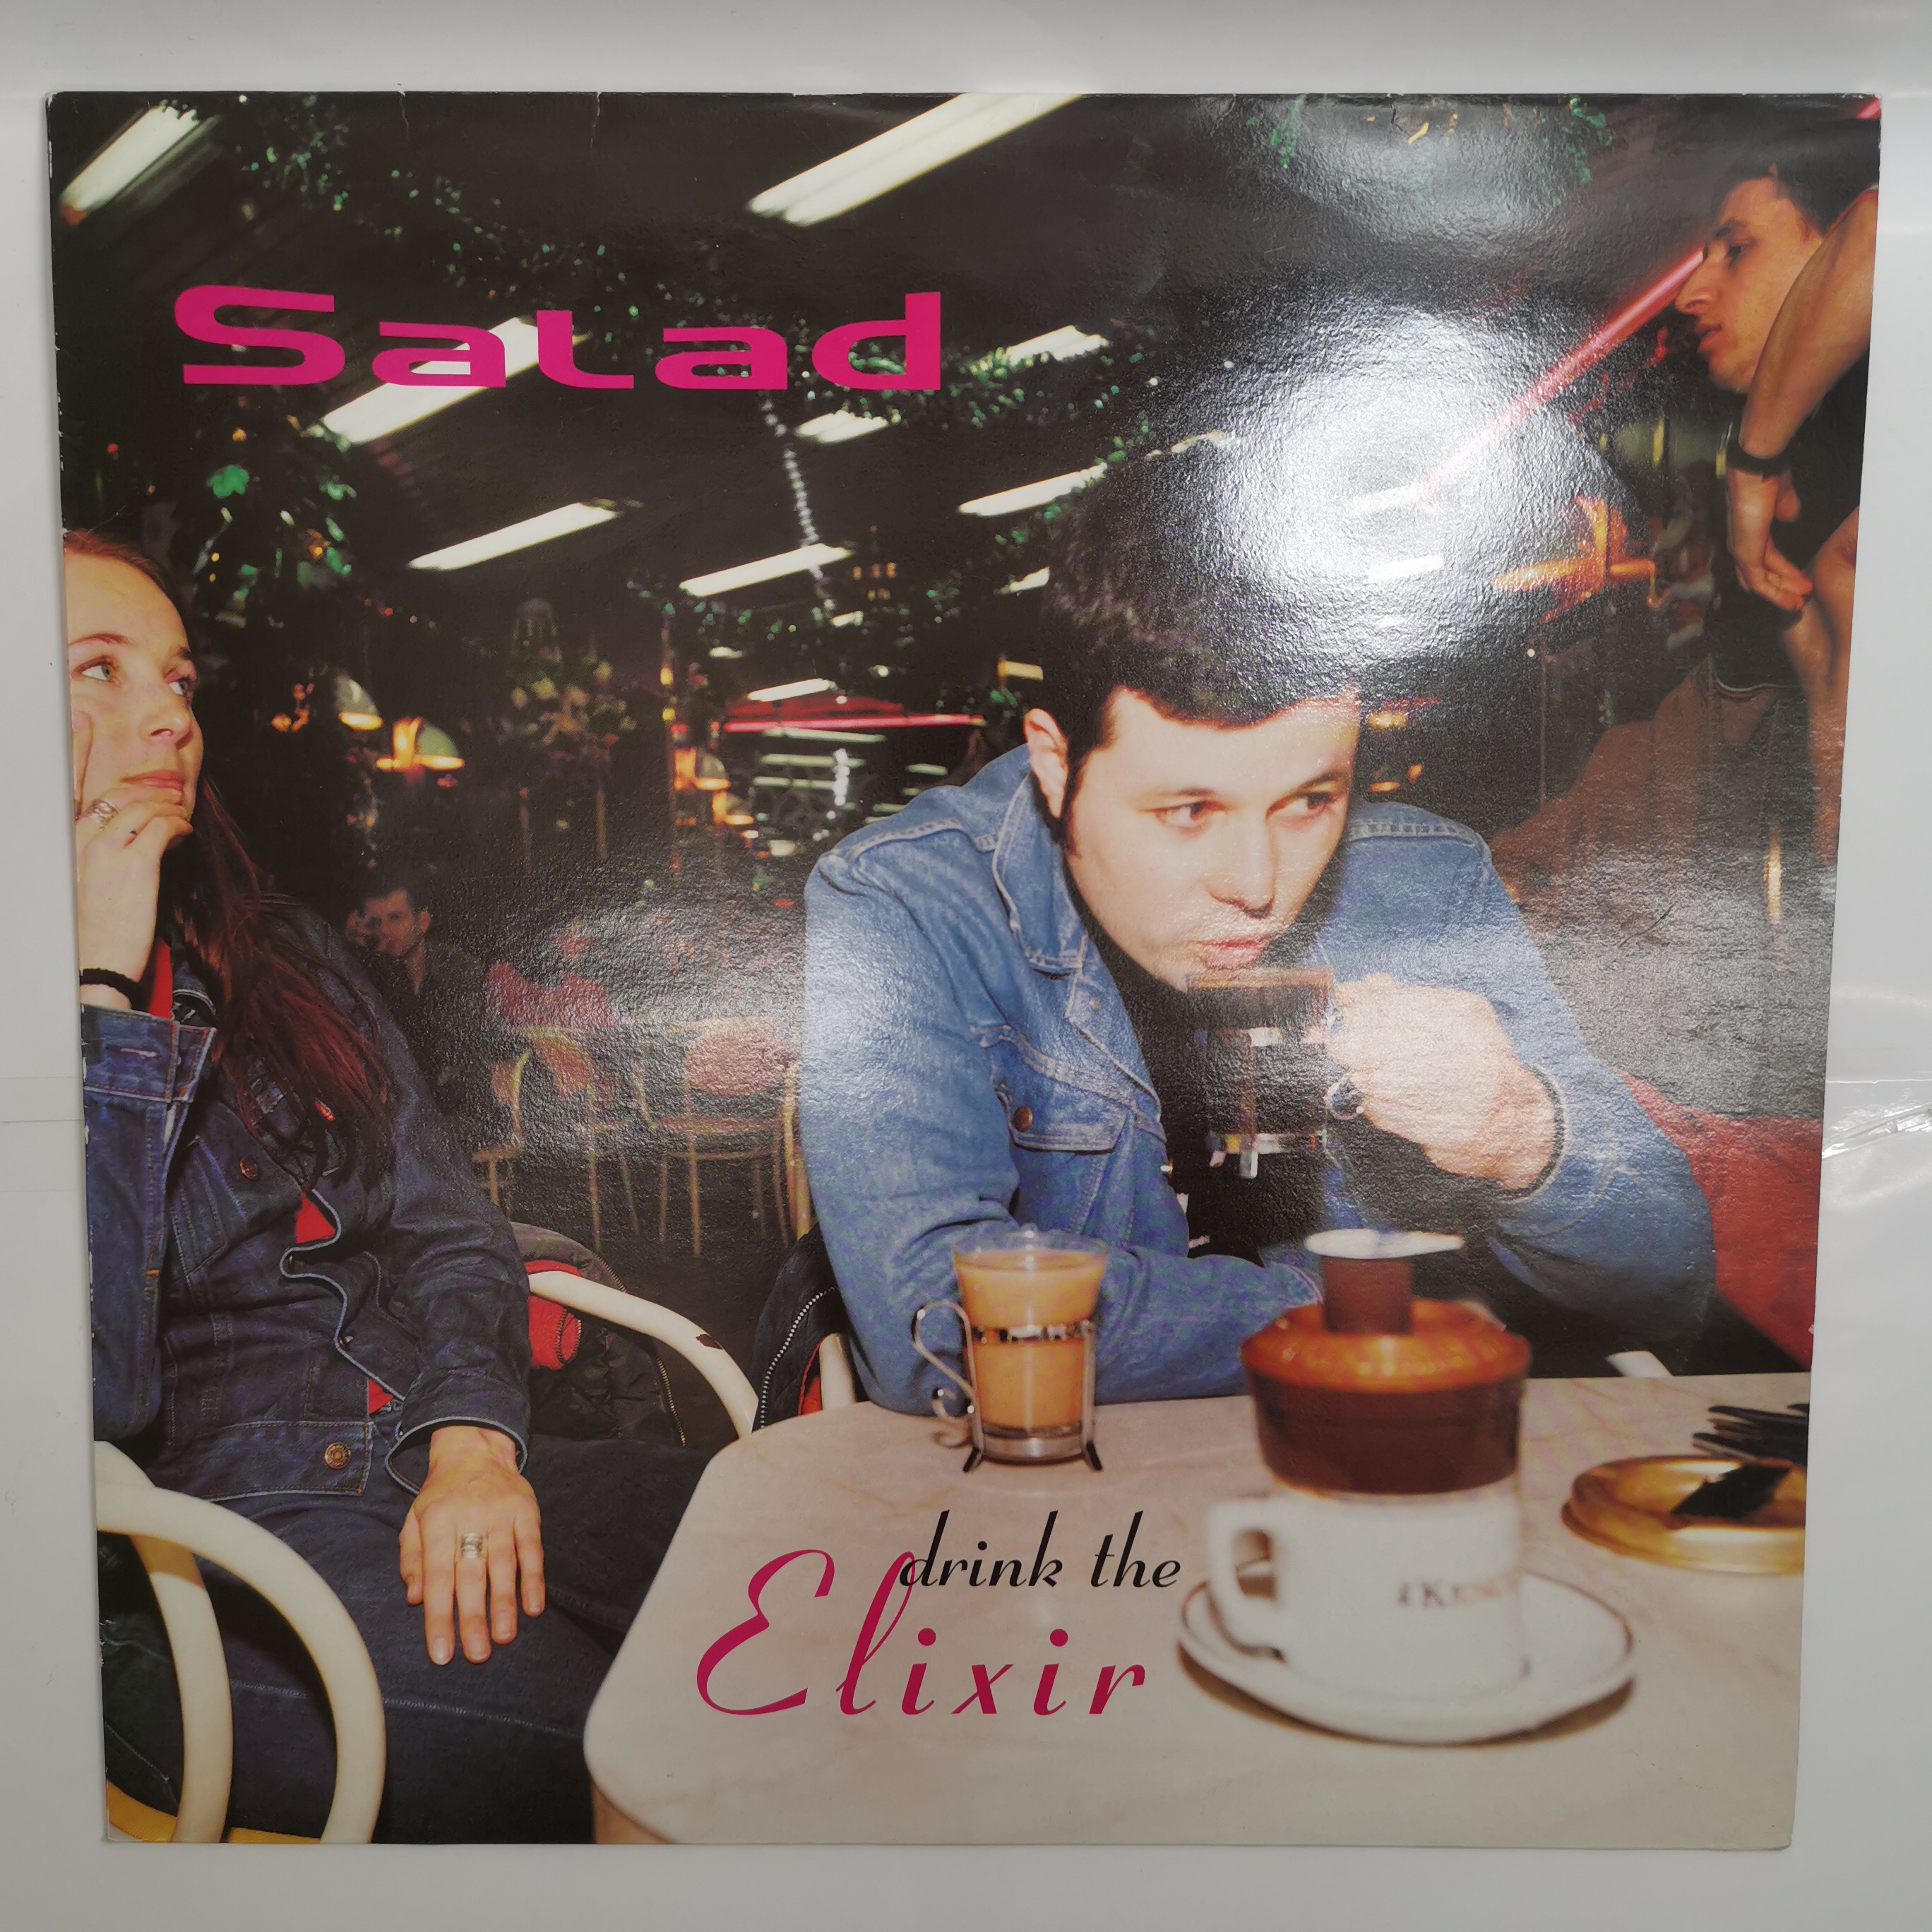 Salad
drink the
Elixir